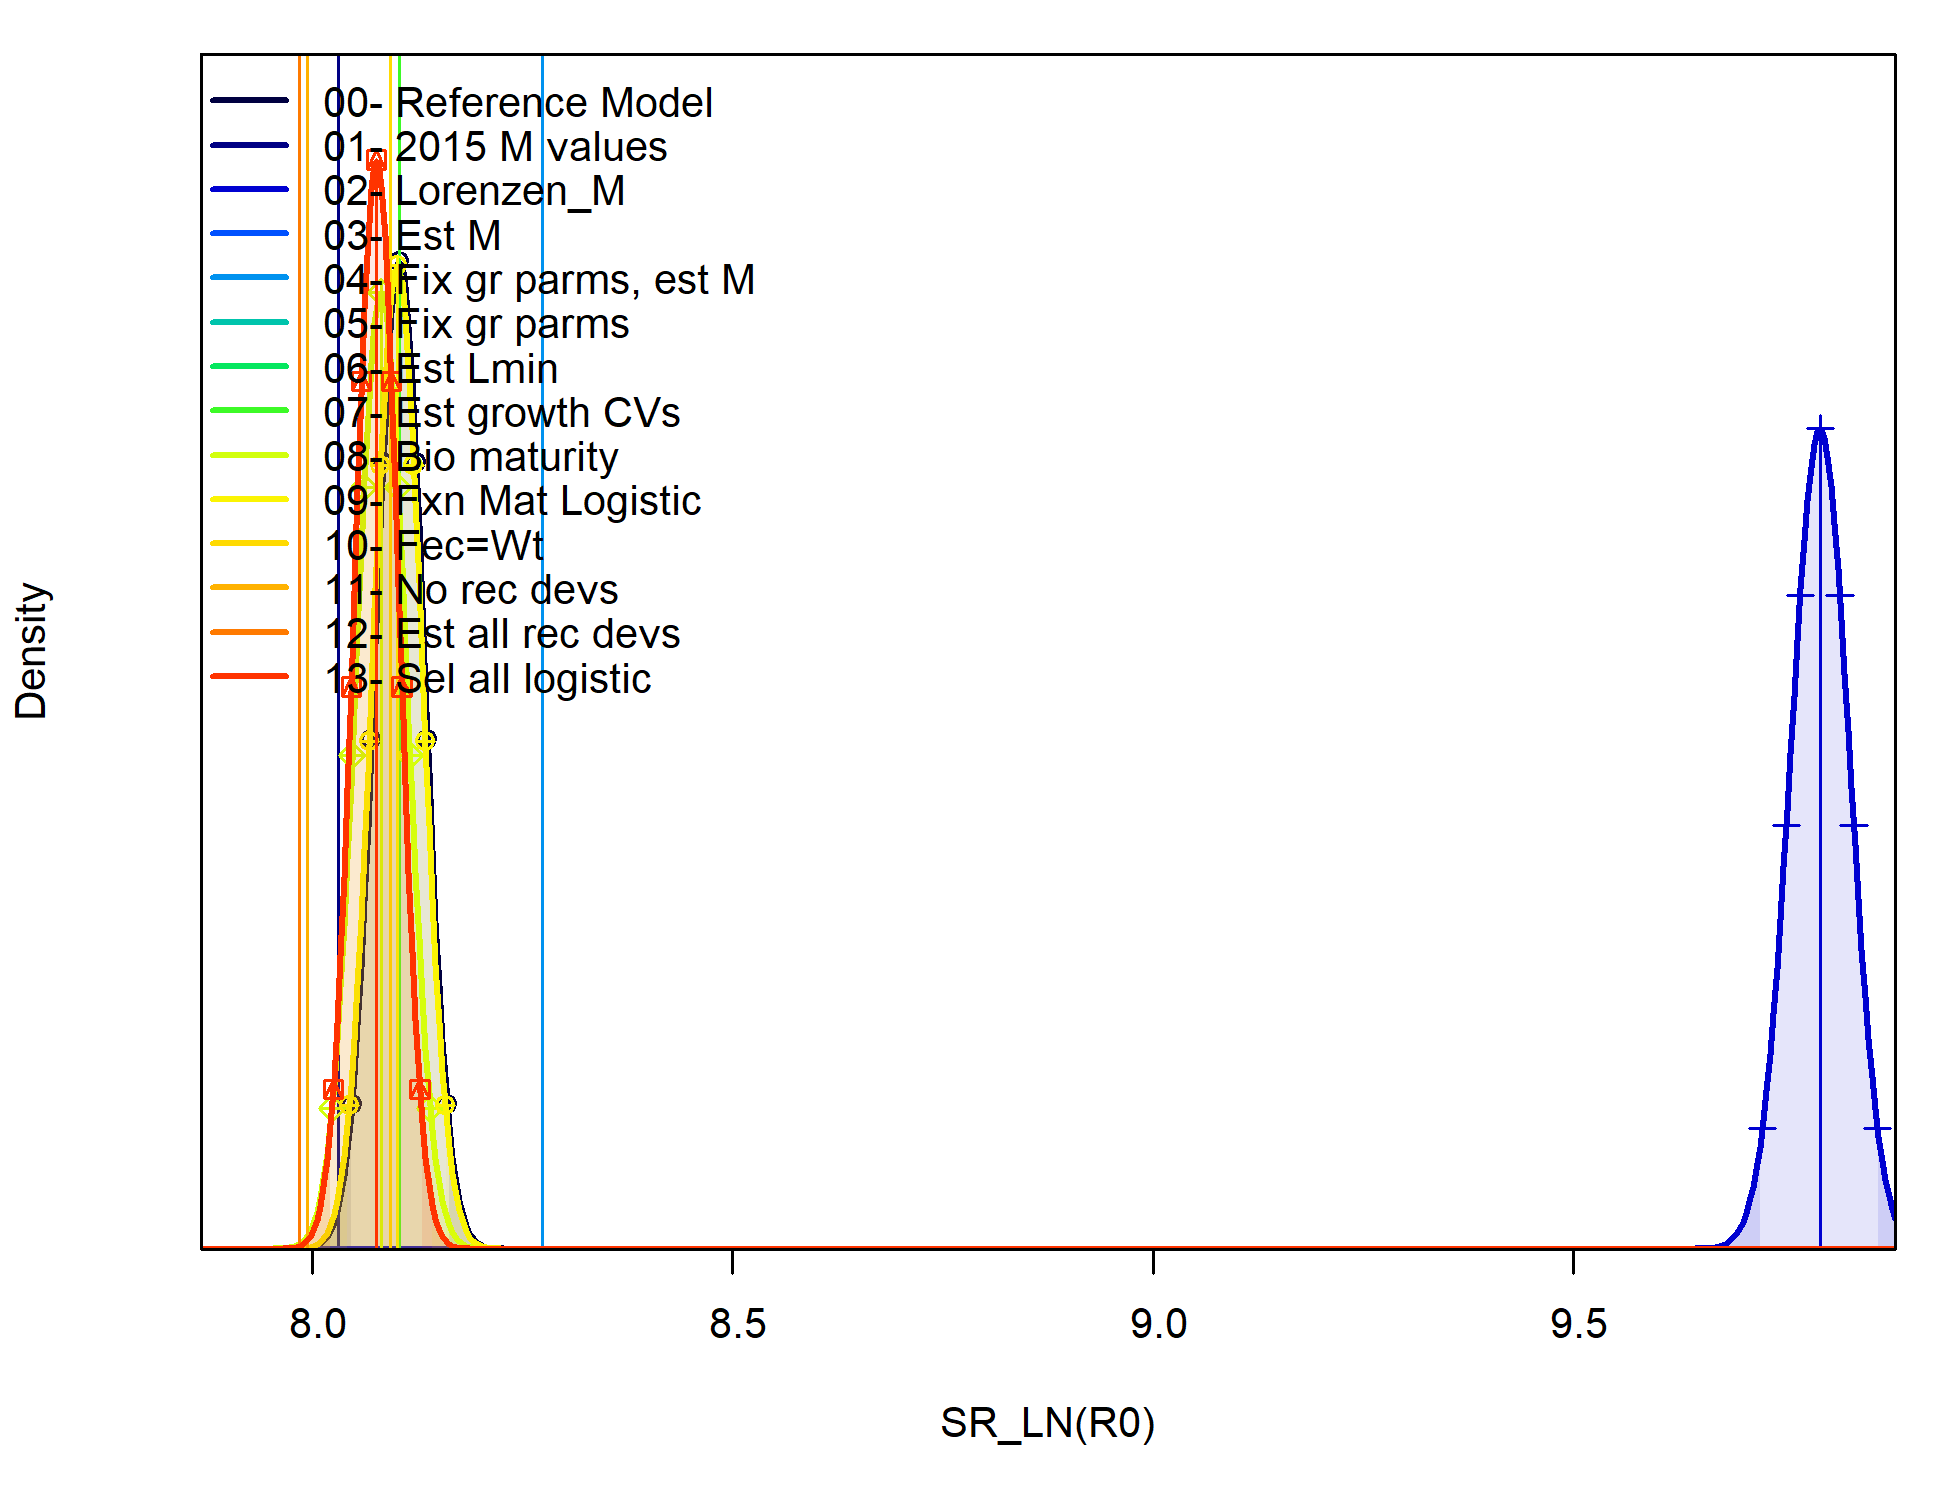 00- Reference Model
01- 2015 M values
02- Lorenzen_M
03- Est M
04- Fix gr parms, est M
05- Fix gr parms
06- Est Lmin
07- Est growth CVs
08- Bio maturity
09- Fxn Mat Logistic
10- Fec=Wt
11- No rec devs
12- Est all rec devs
13- Sel all logistic
Density
8.0 8.5 9.0 9.5
SR_LN(R0)